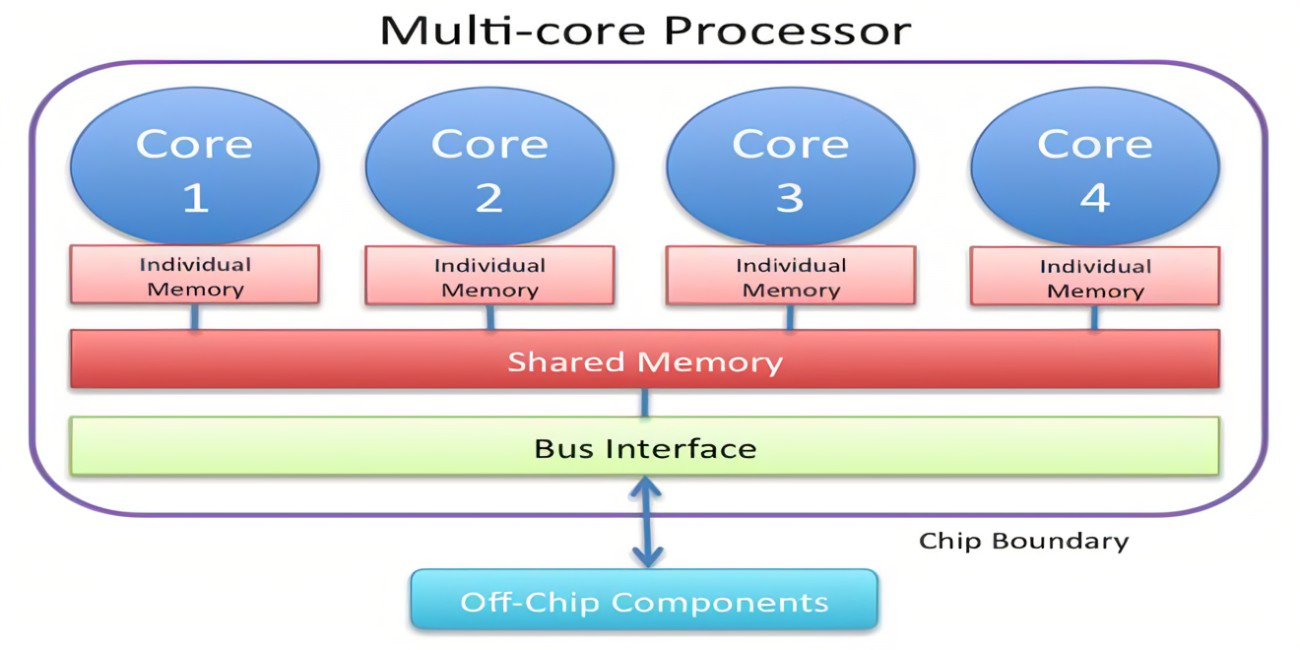 Multi-core Processor
Core
1
Core
2
Core
3
Core
4
Individual
Memory
Individual
Memory
Individual
Memory
Individual
Memory
Shared Memory
Bus Interface
Chip Boundary
Off-Chip Components